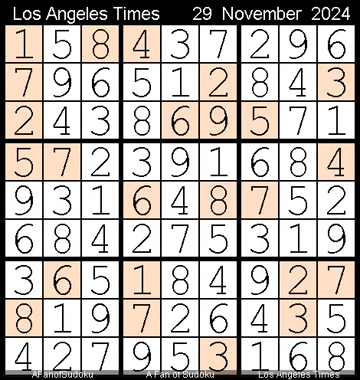 Los Angeles Times 29 November 2024
1 5 8 4 3 7 2 9 6
7 9 6 5 1 2 8 4 3
2 4 3 8 6 9 5 7 1
5 7 2 3 9 1 6 8 4
9 3 1 6 4 8 7 5 2
6 8 4 2 7 5 3 1 9
3 6 5 1 8 4 9 2 7
8 1 9 7 2 6 4 3 5
4 2 7 9 5 3 1 6 8
AFanofSudoku A Fan of Sudoku Los Angeles Times